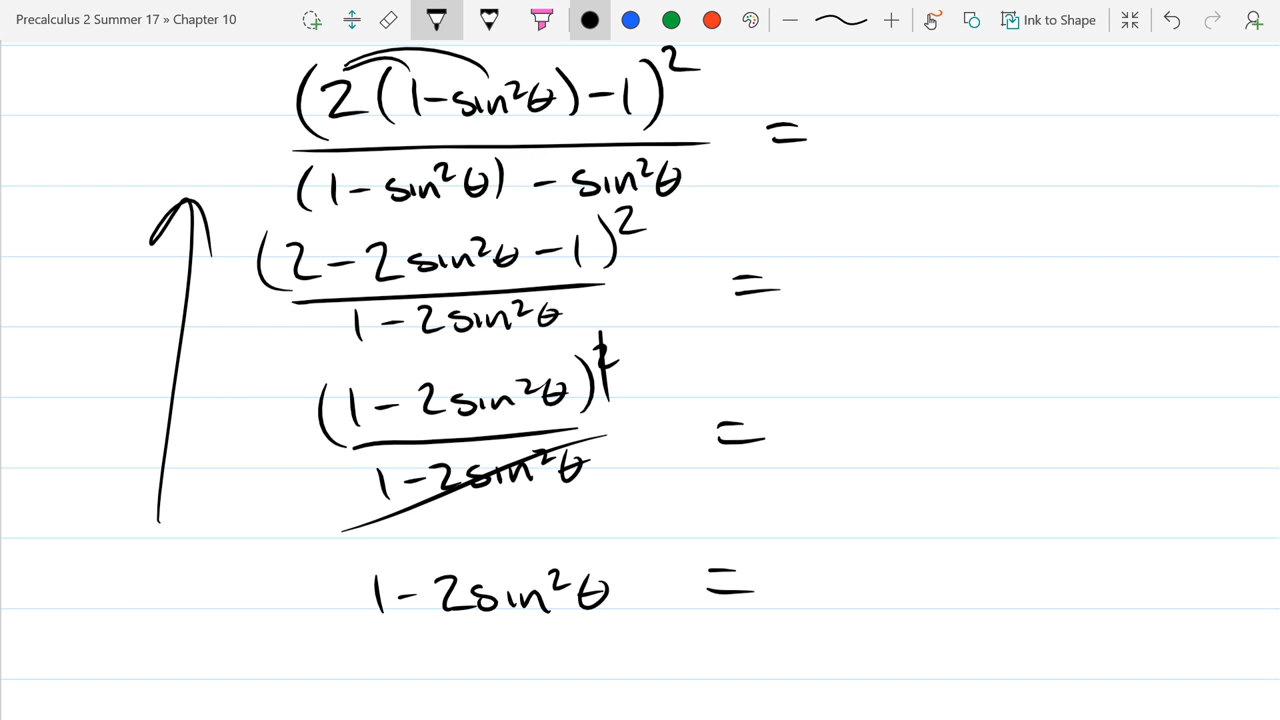 Precalculus 2 Summer 17 » Chapter 10
Ink to Shape
(2(1-sin²θ)-1)² =
(1-sin²θ) - sin²θ
(2-2sin²θ-1)² =
1-2sin²θ
(1-2sin²θ)² =
1-2sin²θ
1-2sin²θ =